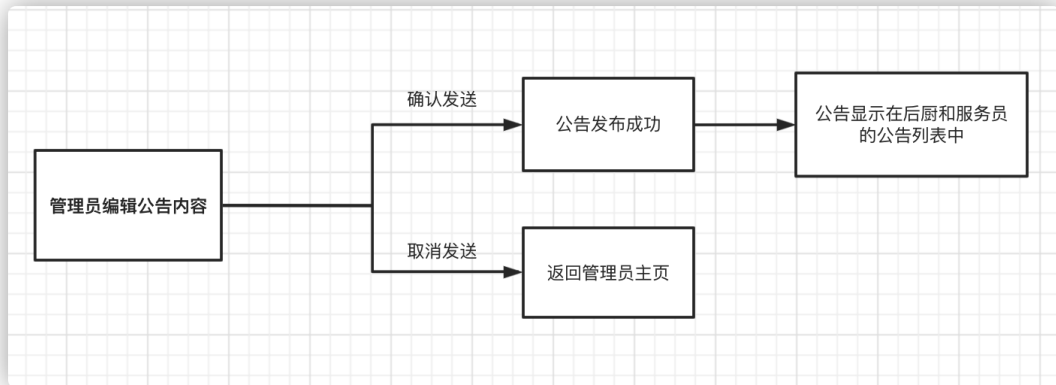 确认发送
公告发布成功
公告显示在后厨和服务员
的公告列表中
管理员编辑公告内容
取消发送
返回管理员主页